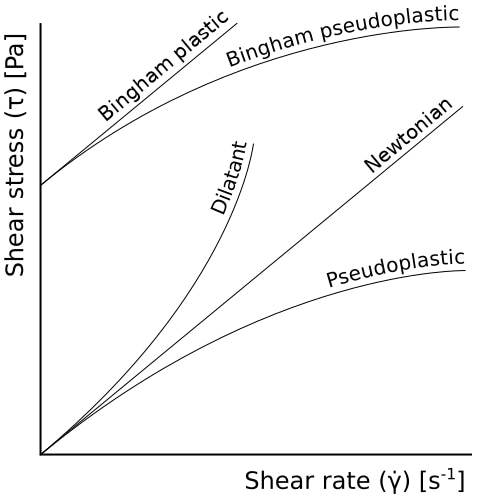 Bingham plastic
Bingham pseudoplastic
Shear stress (τ) [Pa]
Dilatant
Newtonian
Pseudoplastic
Shear rate (γ̇) [s⁻¹]